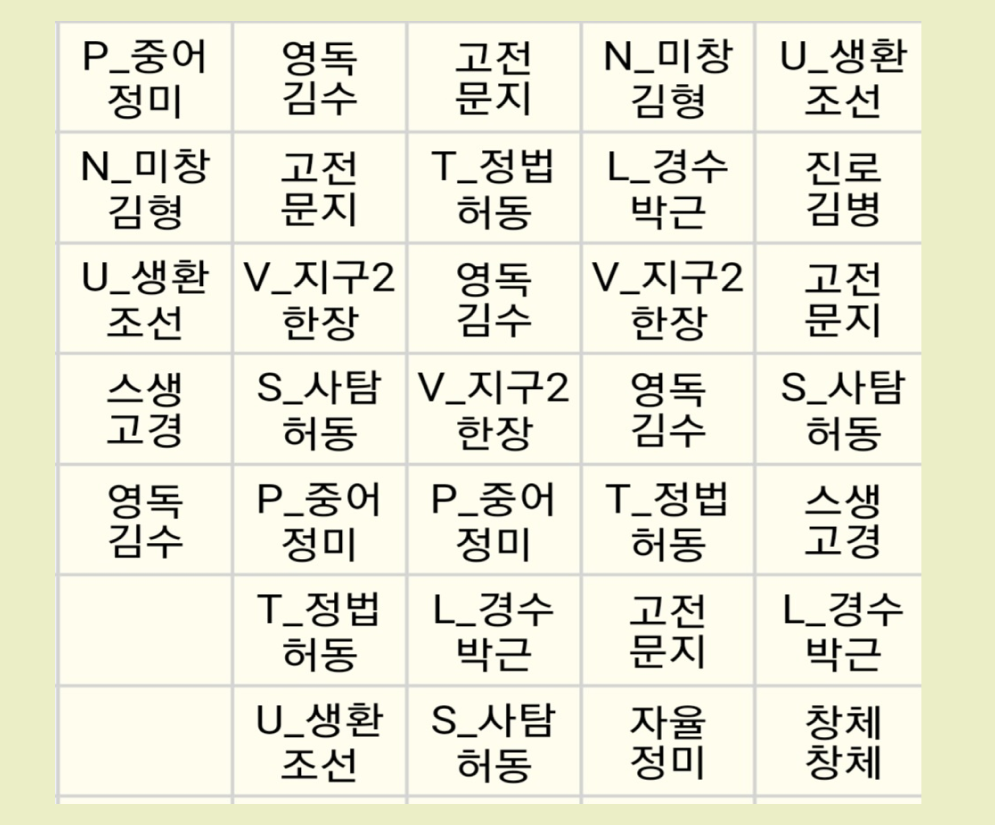 P_중어 영독 고전 N_미창 U_생환
정미 김수 문지 김형 조선
N_미창 고전 T_정법 L_경수 진로
김형 문지 허동 박근 김병
U_생환 V_지구2 영독 V_지구2 고전
조선 한장 김수 한장 문지
스생 S_사탐 V_지구2 영독 S_사탐
고경 허동 한장 김수 허동
영독 P_중어 P_중어 T_정법 스생
김수 정미 정미 허동 고경
T_정법 L_경수 고전 L_경수
허동 박근 문지 박근
U_생환 S_사탐 자율 창체
조선 허동 정미 창체